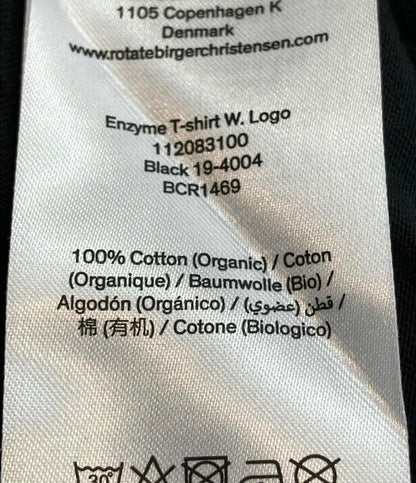 1105 Copenhagen K
Denmark
www.rotatebirgerchristensen.com
Enzyme T-shirt W. Logo
112083100
Black 19-4004
BCR1469
100% Cotton (Organic) / Coton
(Organique) / Baumwolle (Bio) /
Algodón (Orgánico) / قطن (عضوي) /
棉 (有机) / Cotone (Biologico)
30°